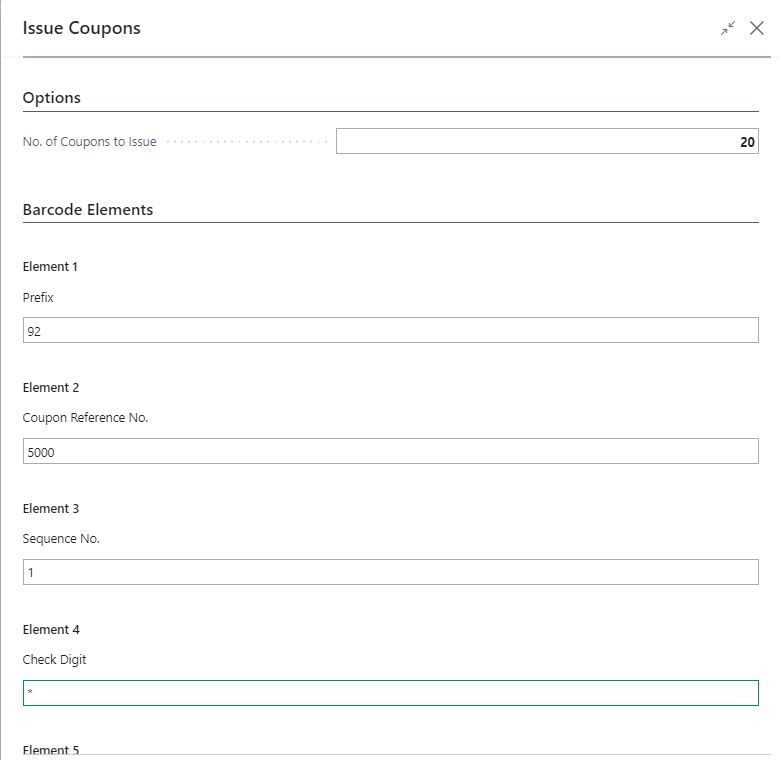 Issue Coupons
Options
No. of Coupons to Issue 20
Barcode Elements
Element 1
Prefix
92
Element 2
Coupon Reference No.
5000
Element 3
Sequence No.
1
Element 4
Check Digit
*
Element 5